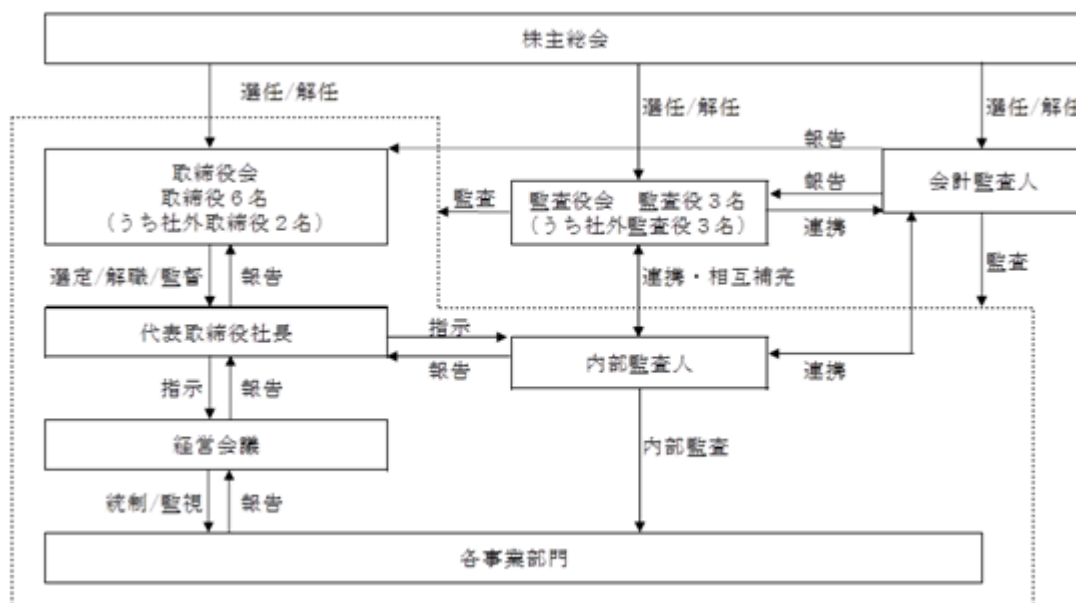 株主総会
選任/解任
選任/解任
選任/解任
報告
取締役会
取締役6名
(うち社外取締役2名)
監査
監査役会　監査役3名
(うち社外監査役3名)
報告
連携
会計監査人
選定/解職/監督
報告
連携・相互補完
監査
代表取締役社長
指示
報告
内部監査人
連携
指示
報告
経営会議
内部監査
統制/監視
報告
各事業部門